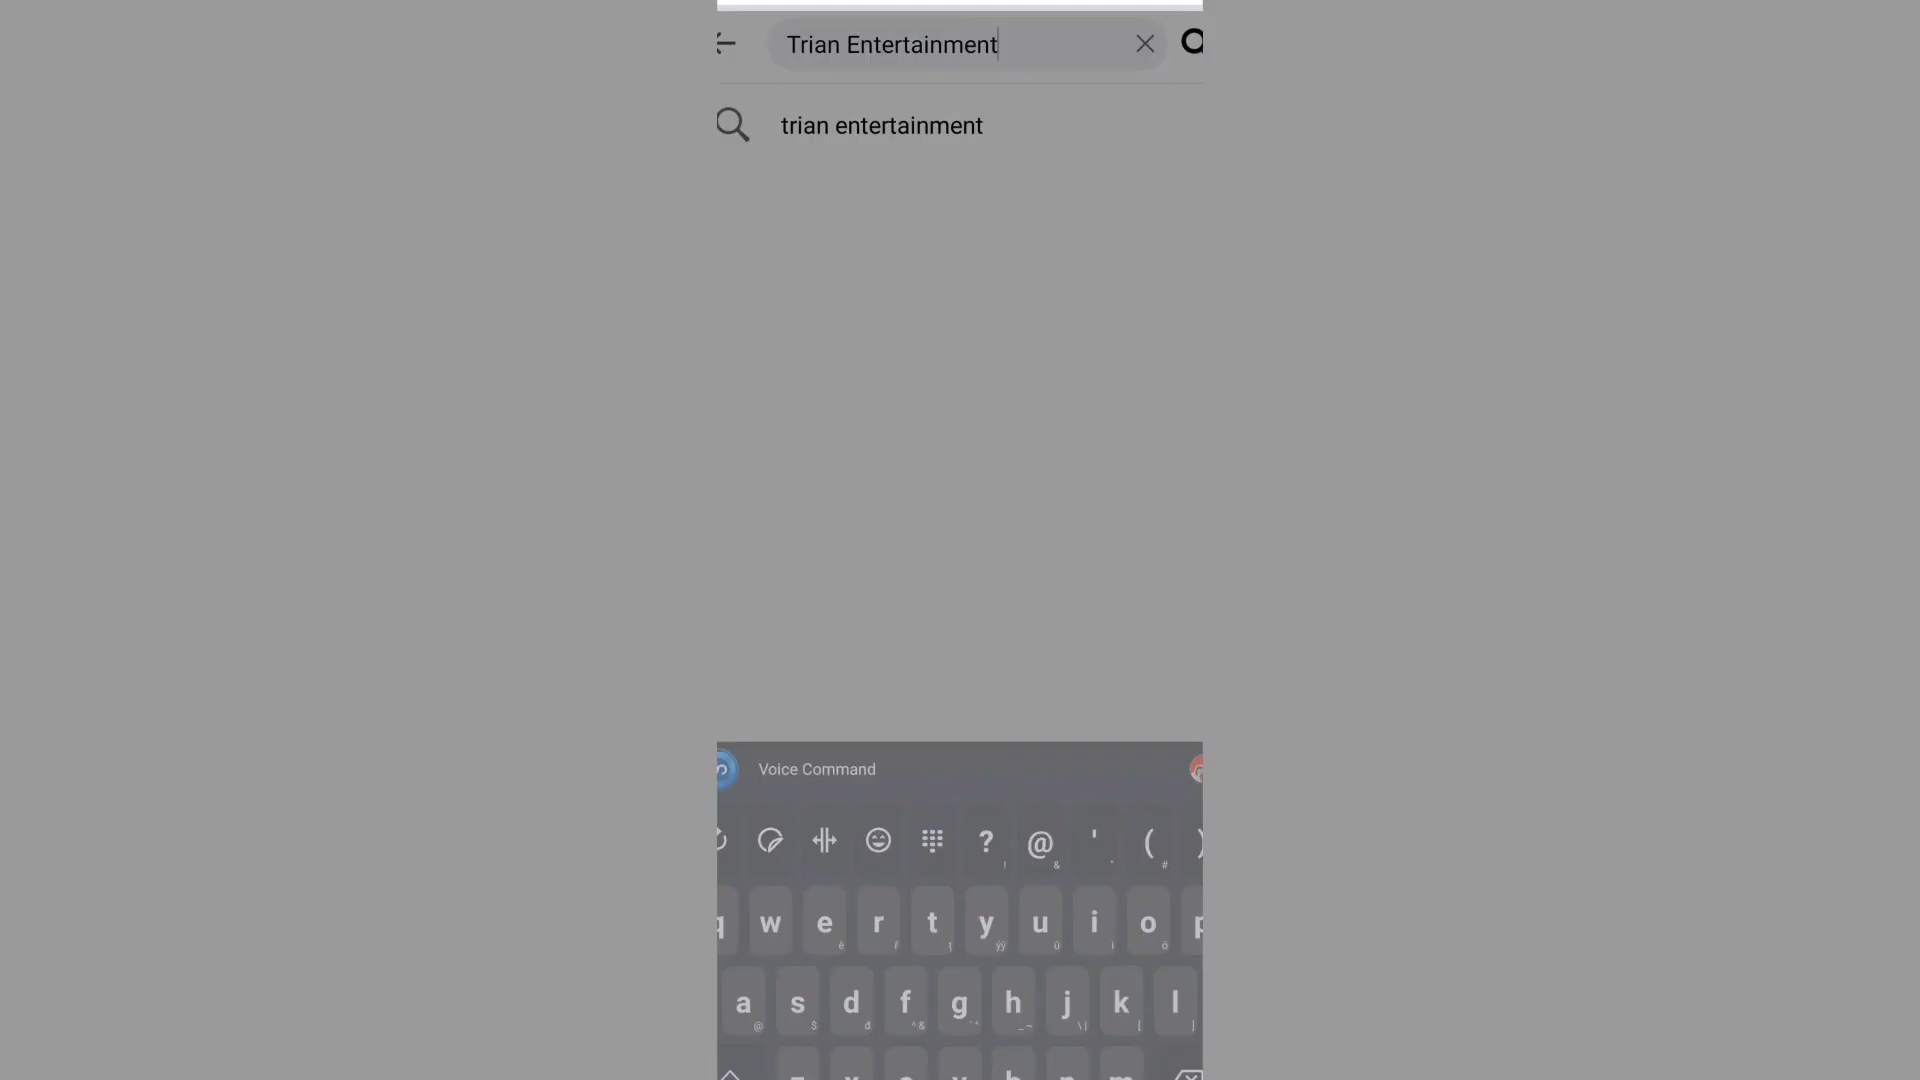 Trian Entertainment
trian entertainment
Voice Command
? @ ' (
! & #
q w e r t y u i o p
a s d f g h j k l